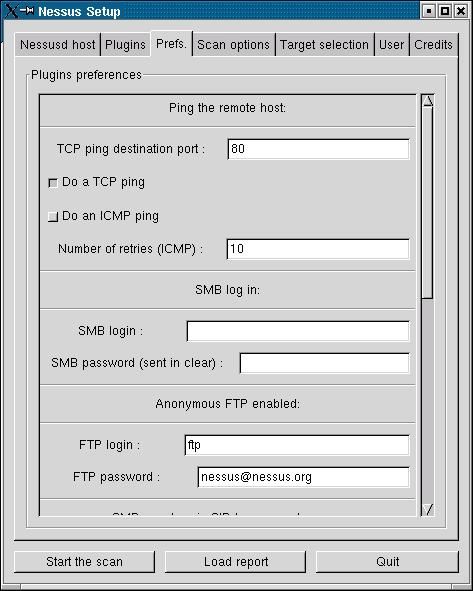 Nessus Setup
Nessusd host Plugins Prefs. Scan options Target selection User Credits
Plugins preferences
Ping the remote host:
TCP ping destination port : 80
Do a TCP ping
Do an ICMP ping
Number of retries (ICMP) : 10
SMB log in:
SMB login :
SMB password (sent in clear) :
Anonymous FTP enabled:
FTP login : ftp
FTP password : nessus@nessus.org
Start the scan Load report Quit